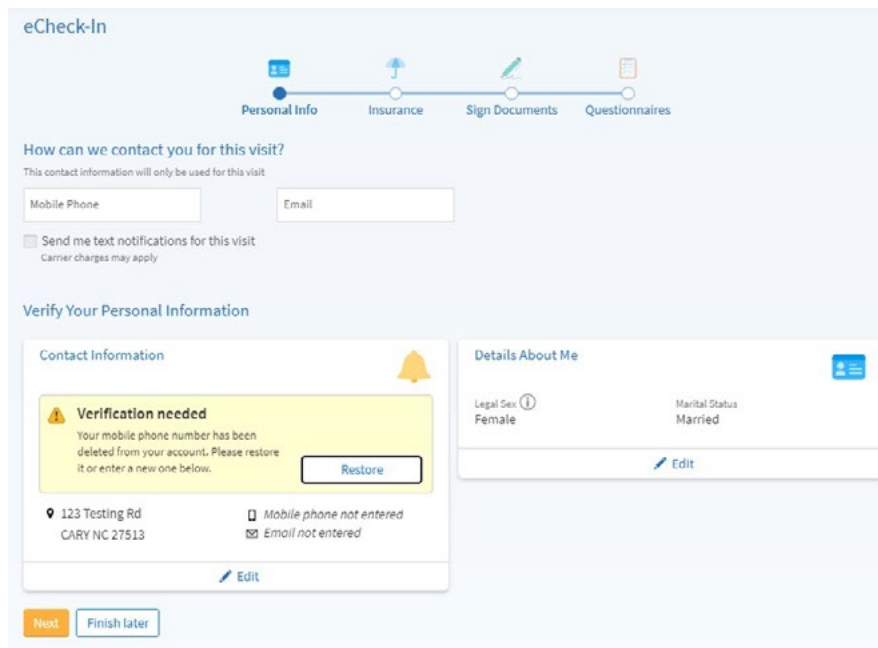 eCheck-In
Personal Info
Insurance
Sign Documents
Questionnaires
How can we contact you for this visit?
This contact information will only be used for this visit
Mobile Phone
Email
Send me text notifications for this visit
Carrier charges may apply
Verify Your Personal Information
Contact Information
Verification needed
Your mobile phone number has been
deleted from your account. Please restore
it or enter a new one below.
Restore
123 Testing Rd
CARY NC 27513
Mobile phone not entered
Email not entered
Edit
Details About Me
Legal Sex
Female
Marital Status
Married
Edit
Next
Finish later